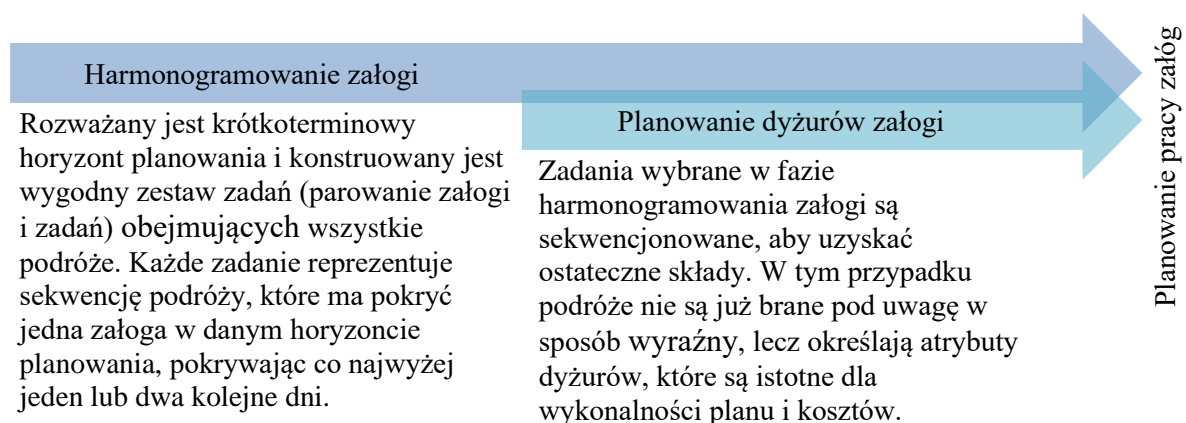 Harmonogramowanie załogi
Rozważany jest krótkoterminowy
horyzont planowania i konstruowany jest
wygodny zestaw zadań (parowanie załogi
i zadań) obejmujących wszystkie
podróże. Każde zadanie reprezentuje
sekwencję podróży, które ma pokryć
jedna załoga w danym horyzoncie
planowania, pokrywając co najwyżej
jeden lub dwa kolejne dni.
Planowanie dyżurów załogi
Zadania wybrane w fazie
harmonogramowania załogi są
sekwencjonowane, aby uzyskać
ostateczne składy. W tym przypadku
podróże nie są już brane pod uwagę w
sposób wyraźny, lecz określają atrybuty
dyżurów, które są istotne dla
wykonalności planu i kosztów.
Planowanie pracy załóg